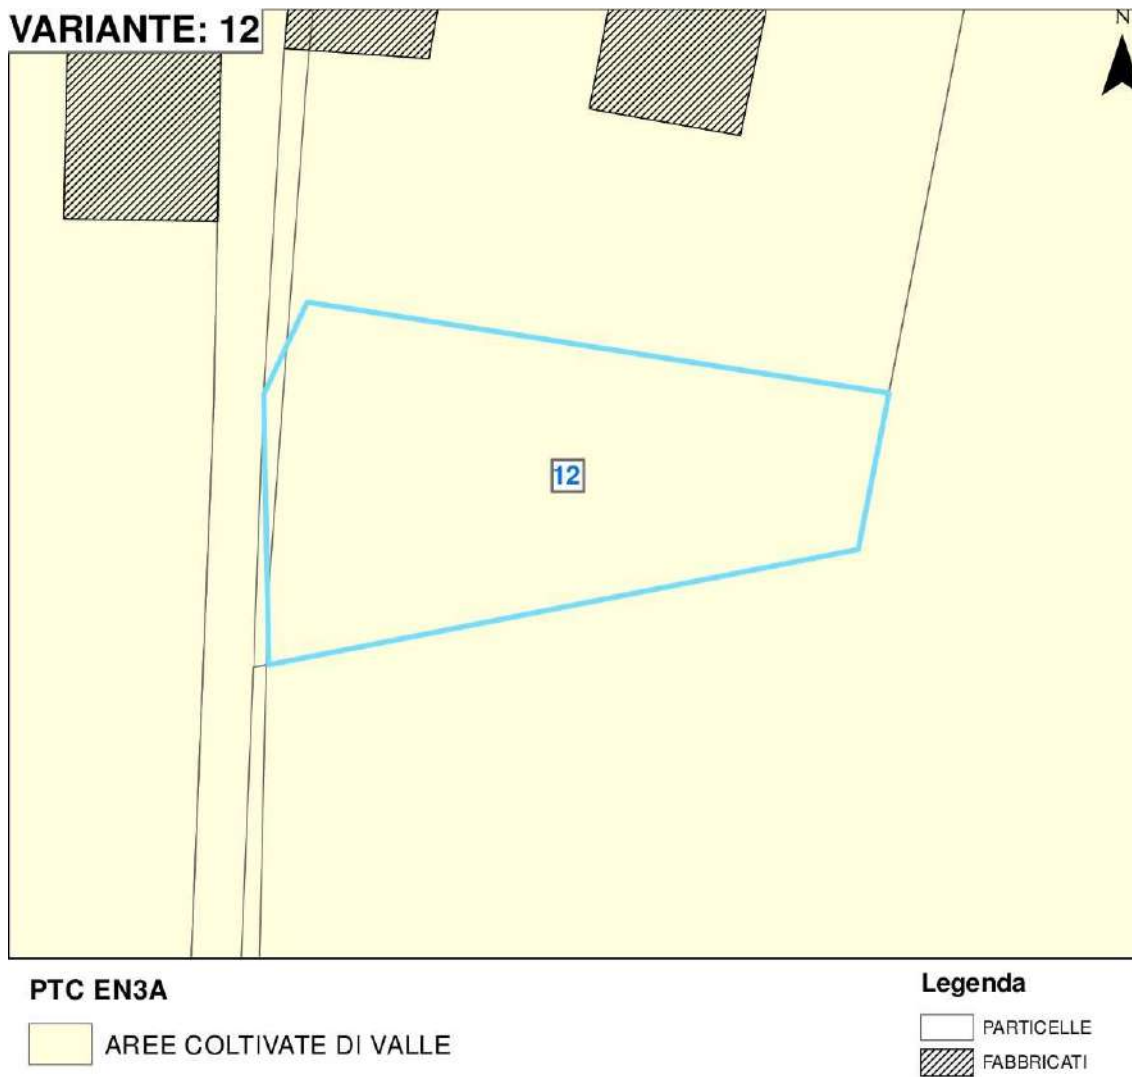 VARIANTE: 12
N
12
PTC EN3A
AREE COLTIVATE DI VALLE
Legenda
PARTICELLE
FABBRICATI